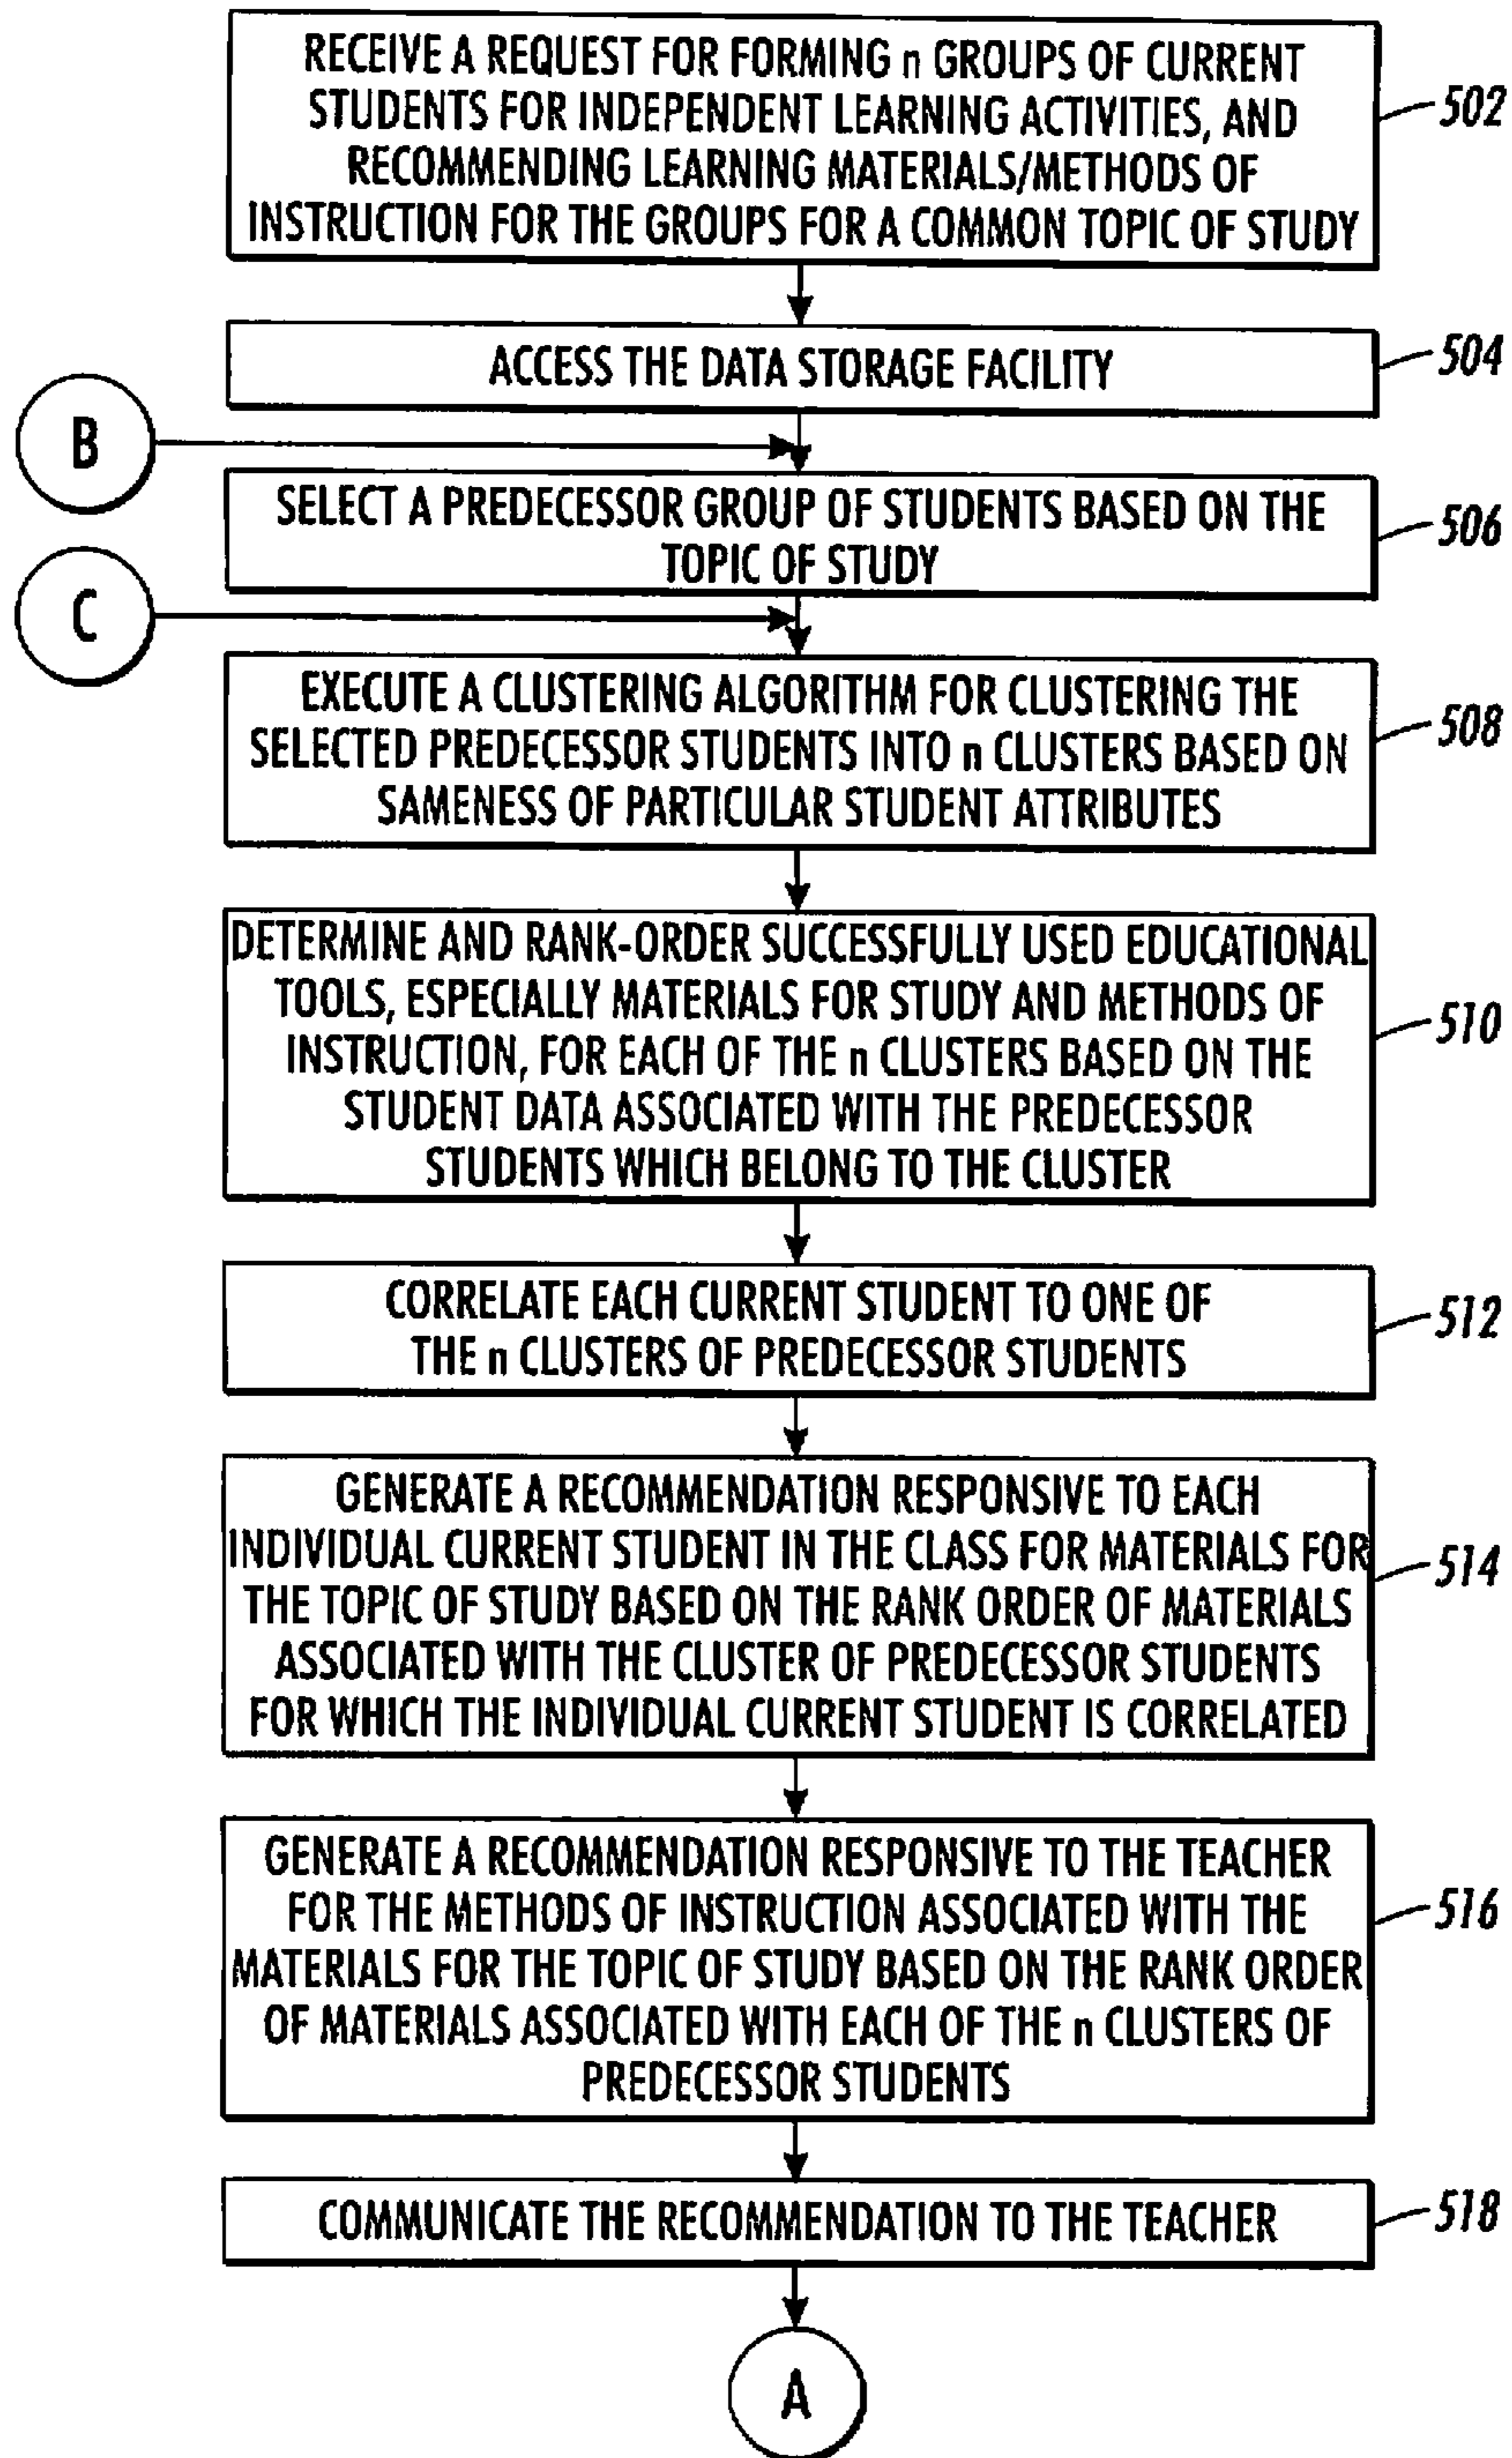 RECEIVE A REQUEST FOR FORMING n GROUPS OF CURRENT
STUDENTS FOR INDEPENDENT LEARNING ACTIVITIES, AND
RECOMMENDING LEARNING MATERIALS/METHODS OF
INSTRUCTION FOR THE GROUPS FOR A COMMON TOPIC OF STUDY
502
ACCESS THE DATA STORAGE FACILITY
504
B
SELECT A PREDECESSOR GROUP OF STUDENTS BASED ON THE
TOPIC OF STUDY
506
C
EXECUTE A CLUSTERING ALGORITHM FOR CLUSTERING THE
SELECTED PREDECESSOR STUDENTS INTO n CLUSTERS BASED ON
SAMENESS OF PARTICULAR STUDENT ATTRIBUTES
508
DETERMINE AND RANK-ORDER SUCCESSFULLY USED EDUCATIONAL
TOOLS, ESPECIALLY MATERIALS FOR STUDY AND METHODS OF
INSTRUCTION, FOR EACH OF THE n CLUSTERS BASED ON THE
STUDENT DATA ASSOCIATED WITH THE PREDECESSOR
STUDENTS WHICH BELONG TO THE CLUSTER
510
CORRELATE EACH CURRENT STUDENT TO ONE OF
THE n CLUSTERS OF PREDECESSOR STUDENTS
512
GENERATE A RECOMMENDATION RESPONSIVE TO EACH
INDIVIDUAL CURRENT STUDENT IN THE CLASS FOR MATERIALS FOR
THE TOPIC OF STUDY BASED ON THE RANK ORDER OF MATERIALS
ASSOCIATED WITH THE CLUSTER OF PREDECESSOR STUDENTS
FOR WHICH THE INDIVIDUAL CURRENT STUDENT IS CORRELATED
514
GENERATE A RECOMMENDATION RESPONSIVE TO THE TEACHER
FOR THE METHODS OF INSTRUCTION ASSOCIATED WITH THE
MATERIALS FOR THE TOPIC OF STUDY BASED ON THE RANK ORDER
OF MATERIALS ASSOCIATED WITH EACH OF THE n CLUSTERS OF
PREDECESSOR STUDENTS
516
COMMUNICATE THE RECOMMENDATION TO THE TEACHER
518
A